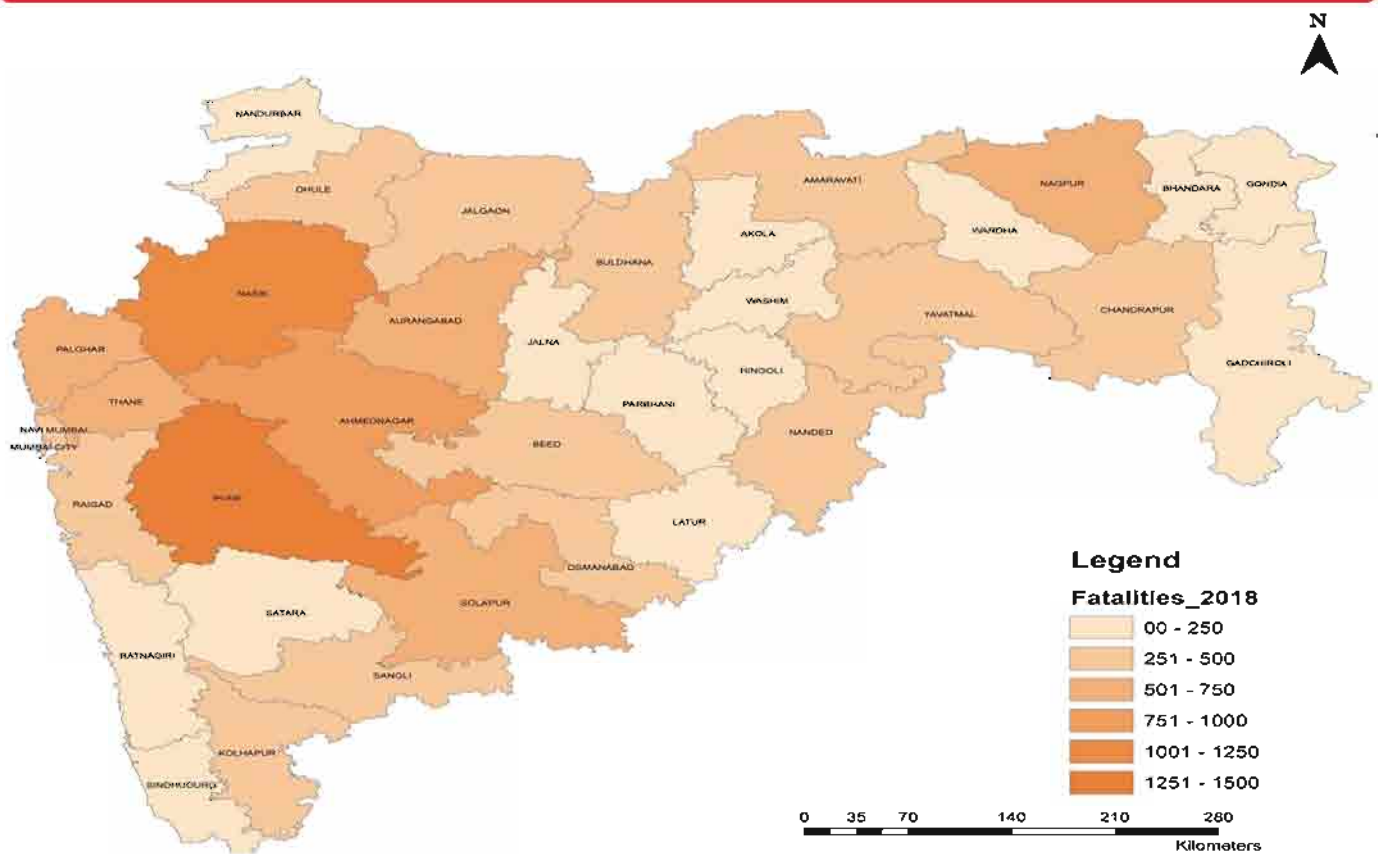 N
NANDURBAR
DHULE
JALGAON
AMARAVATI
NAGPUR
BHANDARA
GONDIA
AKOLA
WARDHA
BULDHANA
NASIK
WASHIM
AURANGABAD
YAVATMAL
CHANDRAPUR
JALNA
PALGHAR
GADCHIROLI
HINGOLI
THANE
PARBHANI
AHMEDNAGAR
NAVI MUMBAI
NANDED
MUMBAI CITY
BEED
RAIGAD
PUNE
LATUR
OSMANABAD
SOLAPUR
SATARA
RATNAGIRI
SANGLI
KOLHAPUR
SINDHUDURG
Legend
Fatalities_2018
00 - 250
251 - 500
501 - 750
751 - 1000
1001 - 1250
1251 - 1500
0 35 70 140 210 280
Kilometers